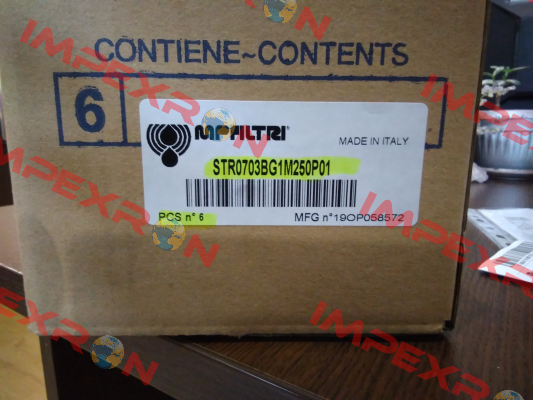 CONTIENE~CONTENTS
6
MPFILTRI®
MADE IN ITALY
STR0703BG1M250P01
PCS n° 6
MFG n°19OP058572
IMPEXRON
IMPEXRON
IMPEXRON
IMPEXRON
IMPEXRON